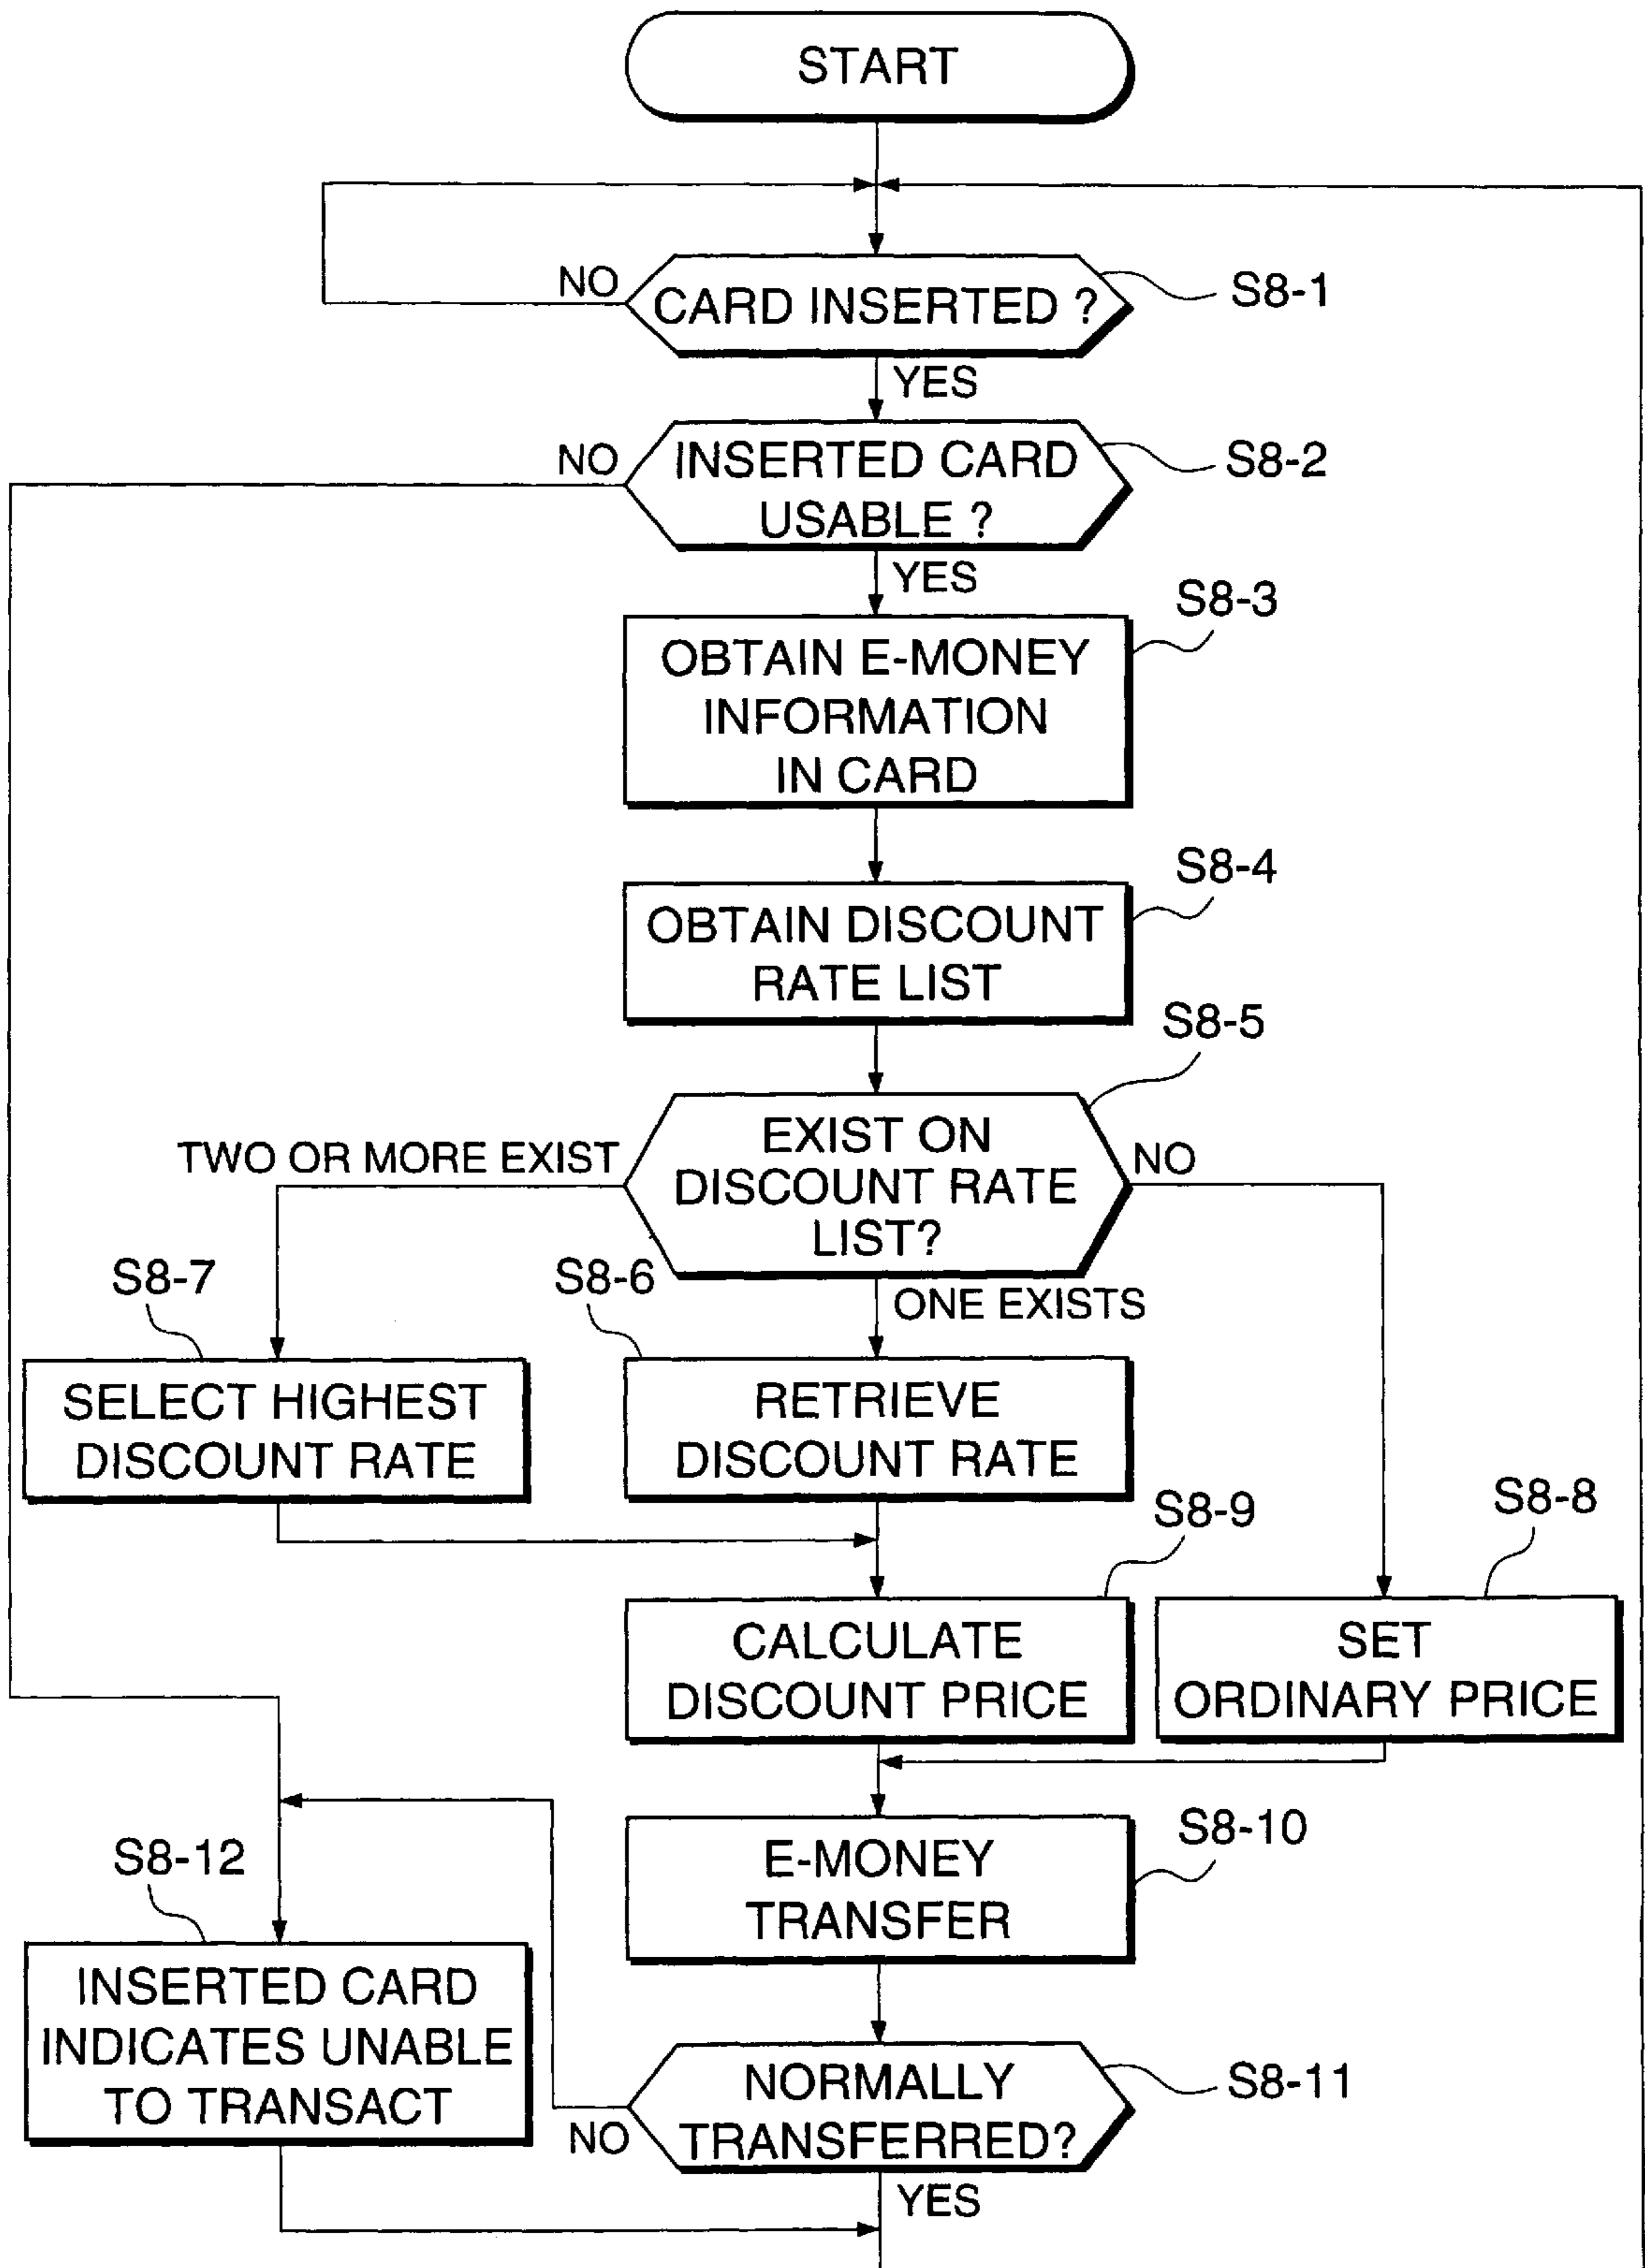 START
NO
CARD INSERTED ?
S8-1
YES
NO
INSERTED CARD
USABLE ?
S8-2
YES
S8-3
OBTAIN E-MONEY
INFORMATION
IN CARD
S8-4
OBTAIN DISCOUNT
RATE LIST
S8-5
TWO OR MORE EXIST
EXIST ON
DISCOUNT RATE
LIST?
NO
ONE EXISTS
S8-7
SELECT HIGHEST
DISCOUNT RATE
S8-6
RETRIEVE
DISCOUNT RATE
S8-9
CALCULATE
DISCOUNT PRICE
S8-8
SET
ORDINARY PRICE
S8-10
E-MONEY
TRANSFER
S8-12
INSERTED CARD
INDICATES UNABLE
TO TRANSACT
NO
NORMALLY
TRANSFERRED?
S8-11
YES